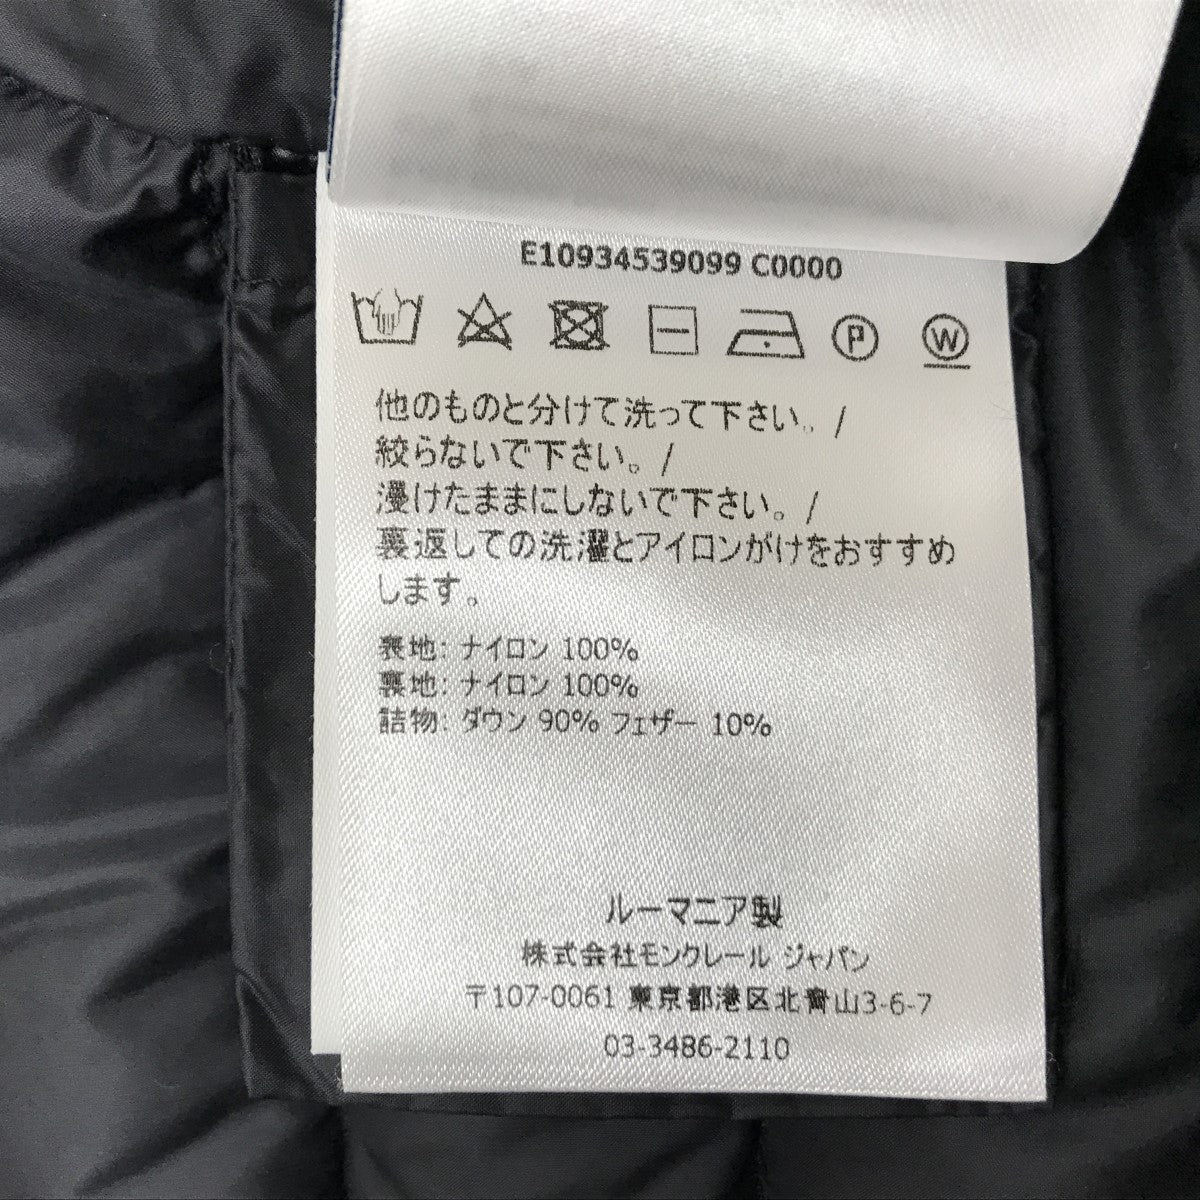 E10934539099 C0000
P W
他のものと分けて洗って下さい。/
絞らないで下さい。/
浸けたままにしないで下さい。/
裏返しての洗濯とアイロンがけをおすすめ
します。
表地: ナイロン 100%
裏地: ナイロン 100%
詰物: ダウン 90% フェザー 10%
ルーマニア製
株式会社モンクレール ジャパン
〒107-0061 東京都港区北青山3-6-7
03-3486-2110